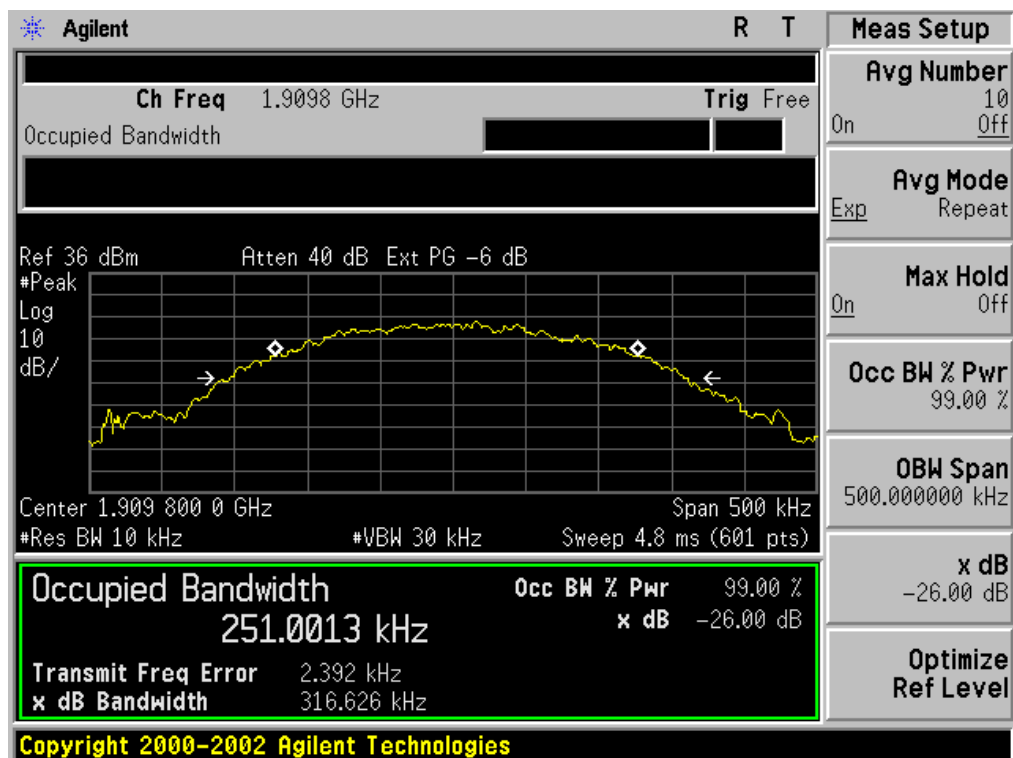 Agilent R T
Ch Freq 1.9098 GHz Trig Free
Occupied Bandwidth
Ref 36 dBm Atten 40 dB Ext PG -6 dB
#Peak
Log
10
dB/
Center 1.909 800 0 GHz Span 500 kHz
#Res BW 10 kHz #VBW 30 kHz Sweep 4.8 ms (601 pts)
Occupied Bandwidth Occ BW % Pwr 99.00 %
251.0013 kHz x dB -26.00 dB
Transmit Freq Error 2.392 kHz
x dB Bandwidth 316.626 kHz
Copyright 2000-2002 Agilent Technologies
Meas Setup
Avg Number
10
On Off
Avg Mode
Exp Repeat
Max Hold
On Off
Occ BW % Pwr
99.00 %
OBW Span
500.000000 kHz
x dB
-26.00 dB
Optimize
Ref Level